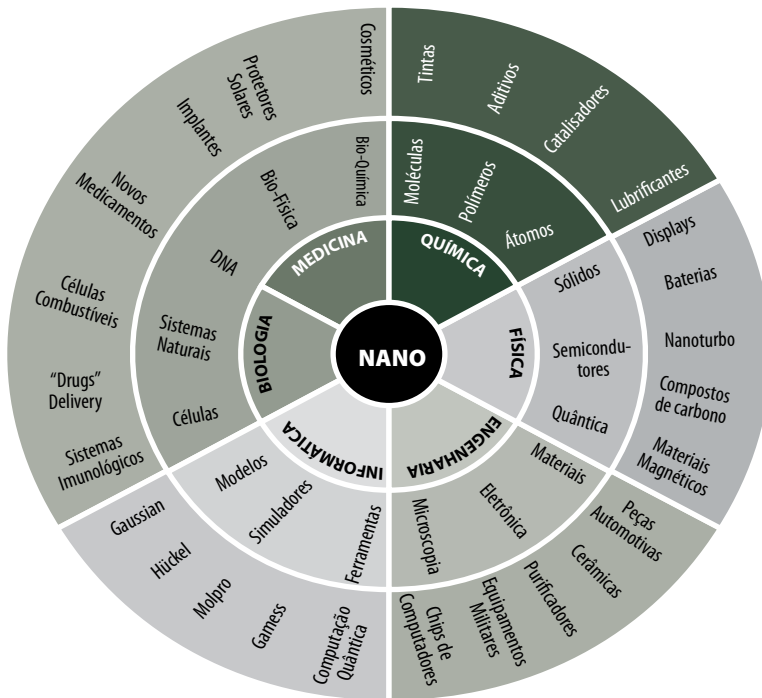 NANO
MEDICINA
QUÍMICA
FÍSICA
ENGENHARIA
INFORMÁTICA
BIOLOGIA
Bio-Química
Bio-Física
DNA
Sistemas
Naturais
Células
Moléculas
Polímeros
Átomos
Sólidos
Semicondu-
tores
Quântica
Materiais
Eletrônica
Microscopia
Ferramentas
Simuladores
Modelos
Cosméticos
Protetores
Solares
Implantes
Novos
Medicamentos
Células
Combustíveis
“Drugs”
Delivery
Sistemas
Imunológicos
Tintas
Aditivos
Catalisadores
Lubrificantes
Displays
Baterias
Nanoturbo
Compostos
de carbono
Materiais
Magnéticos
Peças
Automotivas
Cerâmicas
Purificadores
Equipamentos
Militares
Chips de
Computadores
Computação
Quântica
Gamess
Molpro
Hückel
Gaussian